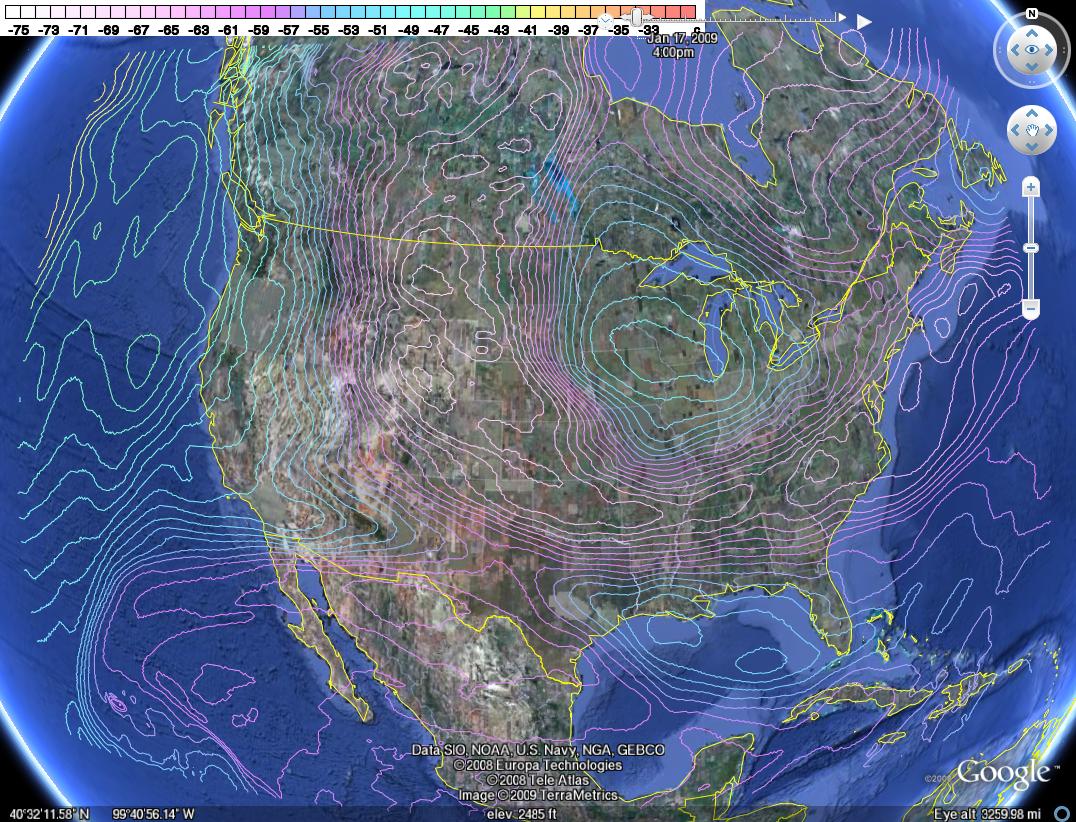 -75 -73 -71 -69 -67 -65 -63 -61 -59 -57 -55 -53 -51 -49 -47 -45 -43 -41 -39 -37 -35 -33
Jan 17, 2009
4:00pm
N
Data SIO, NOAA, U.S. Navy, NGA, GEBCO
©2008 Europa Technologies
©2008 Tele Atlas
Image © 2009 TerraMetrics
Google™
40°32'11.58" N 99°40'56.14" W elev 2485 ft Eye alt 3259.98 mi